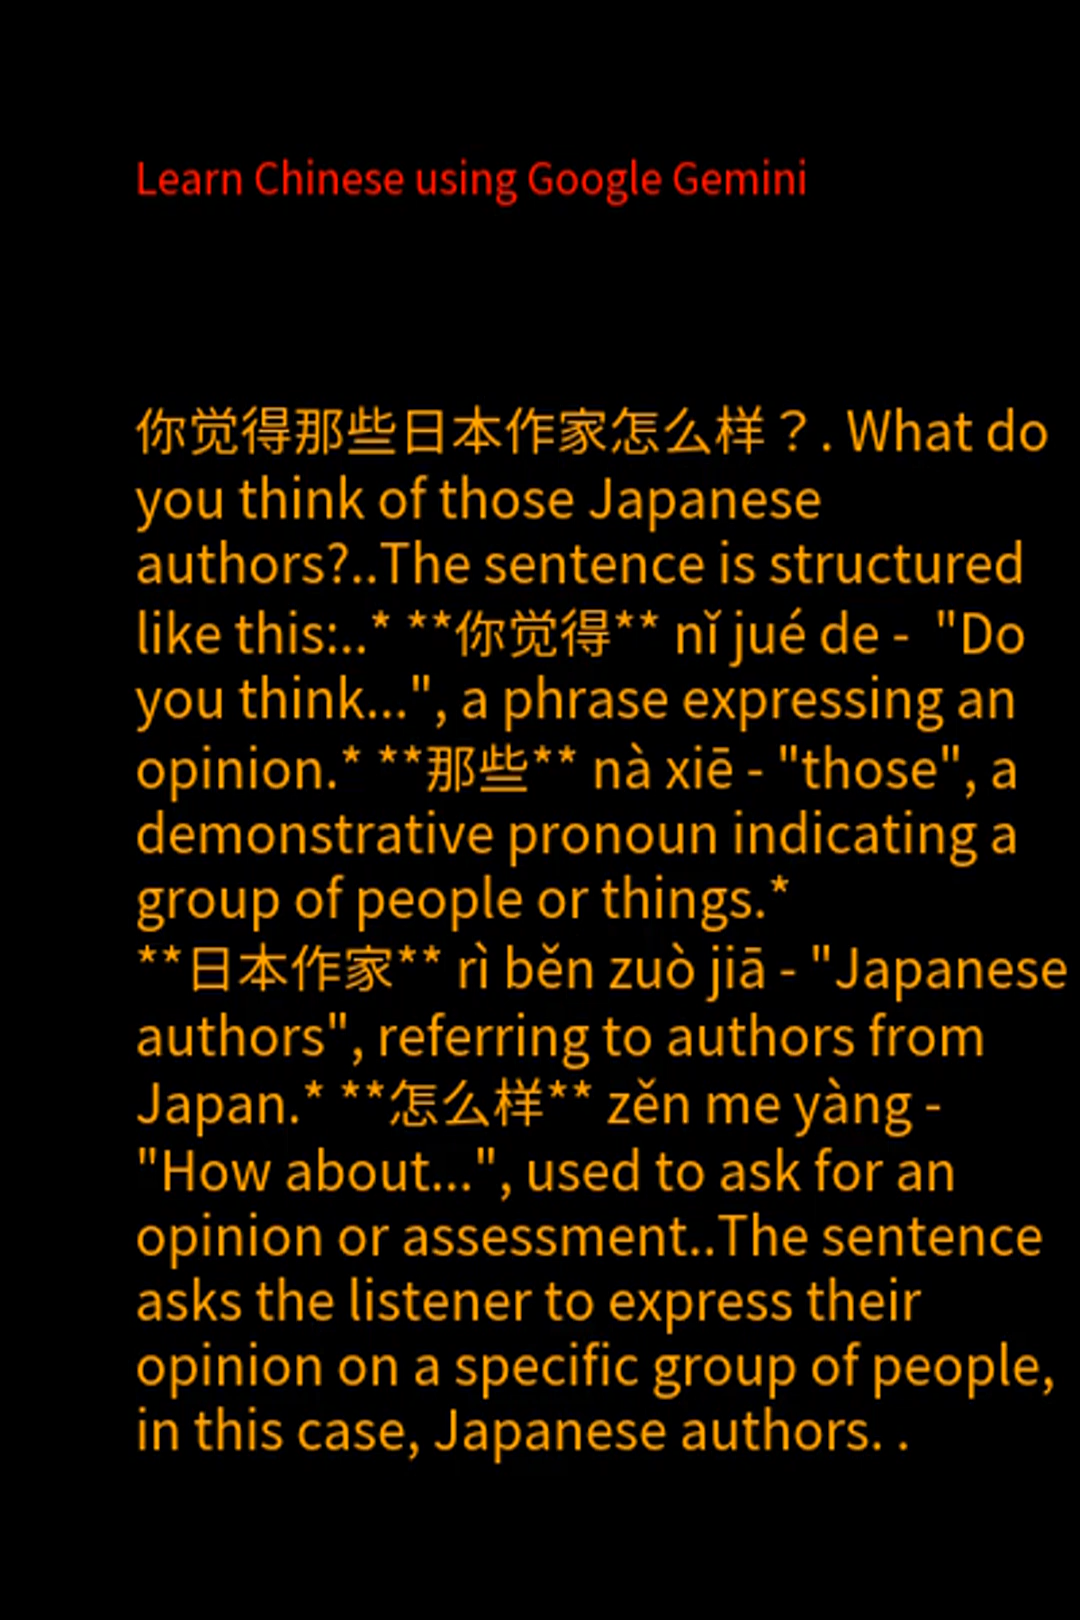 Learn Chinese using Google Gemini
你觉得那些日本作家怎么样？. What do
you think of those Japanese
authors?..The sentence is structured
like this:..* **你觉得** nǐ jué de -  "Do
you think...", a phrase expressing an
opinion.* **那些** nà xiē - "those", a
demonstrative pronoun indicating a
group of people or things.*
**日本作家** rì běn zuò jiā - "Japanese
authors", referring to authors from
Japan.* **怎么样** zěn me yàng -
"How about...", used to ask for an
opinion or assessment..The sentence
asks the listener to express their
opinion on a specific group of people,
in this case, Japanese authors. .